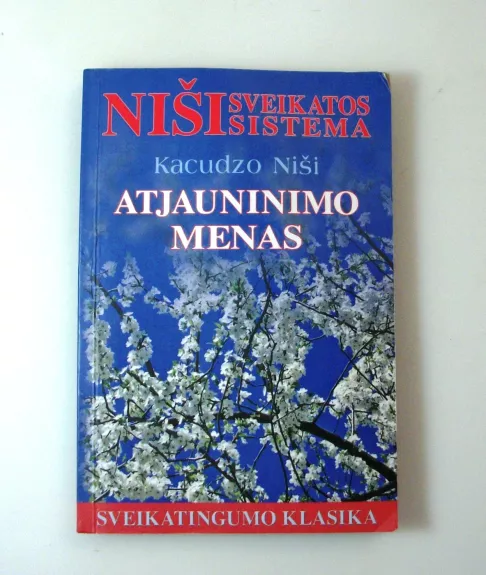 NIŠI SVEIKATOS
SISTEMA
Kacudzo Niši
ATJAUNINIMO
MENAS
SVEIKATINGUMO KLASIKA